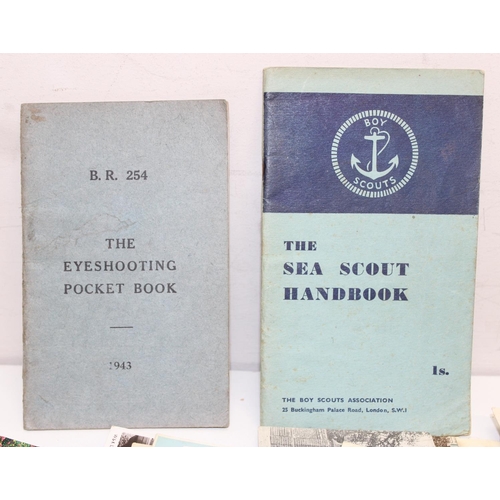 B. R. 254
THE
EYESHOOTING
POCKET BOOK
1943
BOY
SCOUTS
THE
SEA SCOUT
HANDBOOK
1s.
THE BOY SCOUTS ASSOCIATION
25 Buckingham Palace Road, London, S.W.1